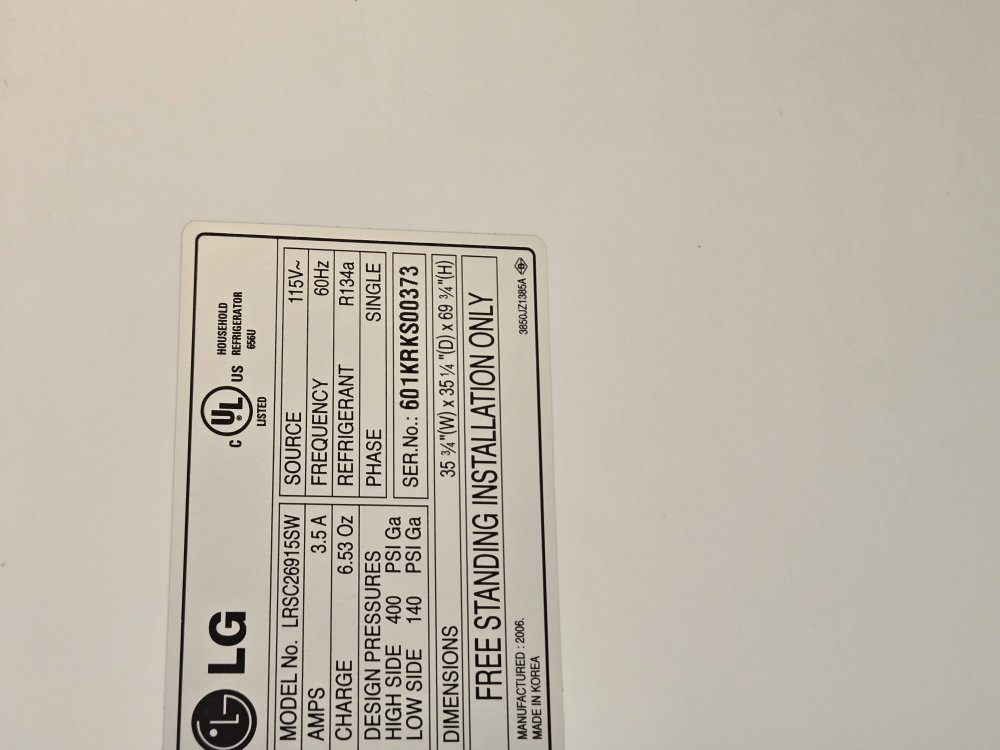 LG
C UL US
LISTED
HOUSEHOLD
REFRIGERATOR
656U
MODEL No. LRSC26915SW
AMPS 3.5 A
CHARGE 6.53 Oz
DESIGN PRESSURES
HIGH SIDE 400 PSI Ga
LOW SIDE 140 PSI Ga
SOURCE 115V~
FREQUENCY 60Hz
REFRIGERANT R134a
PHASE SINGLE
SER.No.: 601KRKS00373
DIMENSIONS 35 ¾"(W) x 35 ¼"(D) x 69 ¾"(H)
FREE STANDING INSTALLATION ONLY
MANUFACTURED : 2006.
MADE IN KOREA
3850JZ1385A